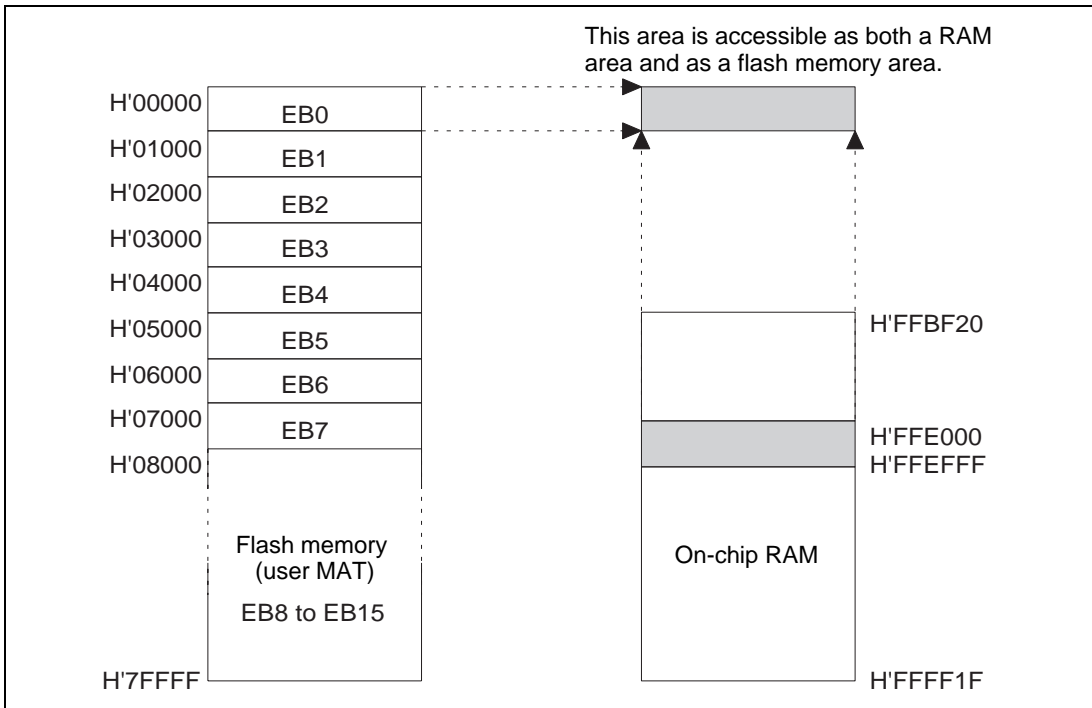 This area is accessible as both a RAM
area and as a flash memory area.
H'00000
EB0
H'01000
EB1
H'02000
EB2
H'03000
EB3
H'04000
EB4
H'05000
EB5
H'06000
EB6
H'07000
EB7
H'08000
Flash memory
(user MAT)
EB8 to EB15
H'7FFFF
H'FFBF20
H'FFE000
H'FFEFFF
On-chip RAM
H'FFFF1F